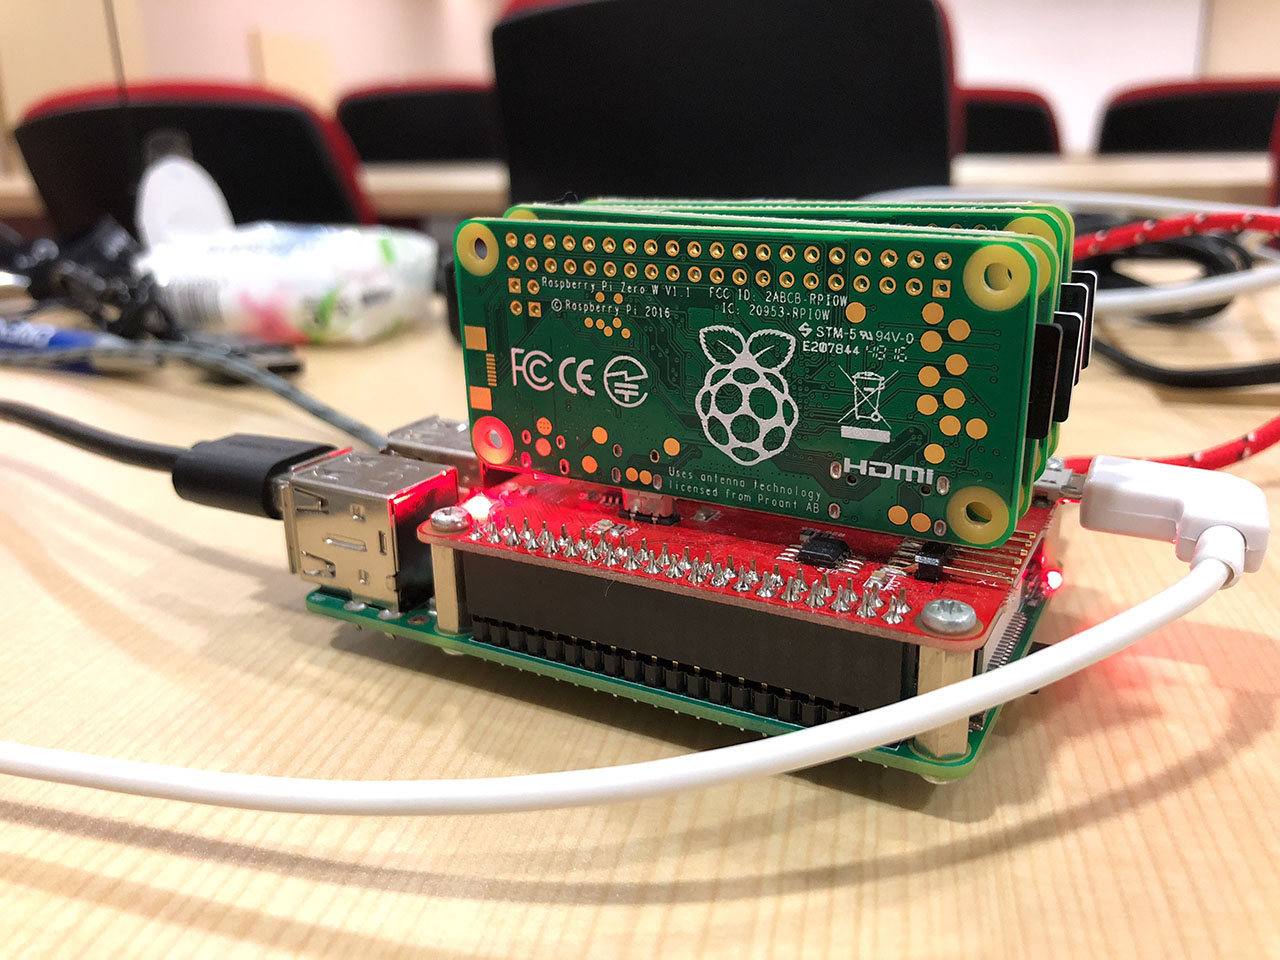 Raspberry Pi Zero W V1.1
© Raspberry Pi 2016
FCC ID: 2ABCB-RPI0W
IC: 20953-RPI0W
STM-5 94V-0
E207844 4816
FC CE
HDMI
Uses antenna technology
licensed from Proant AB